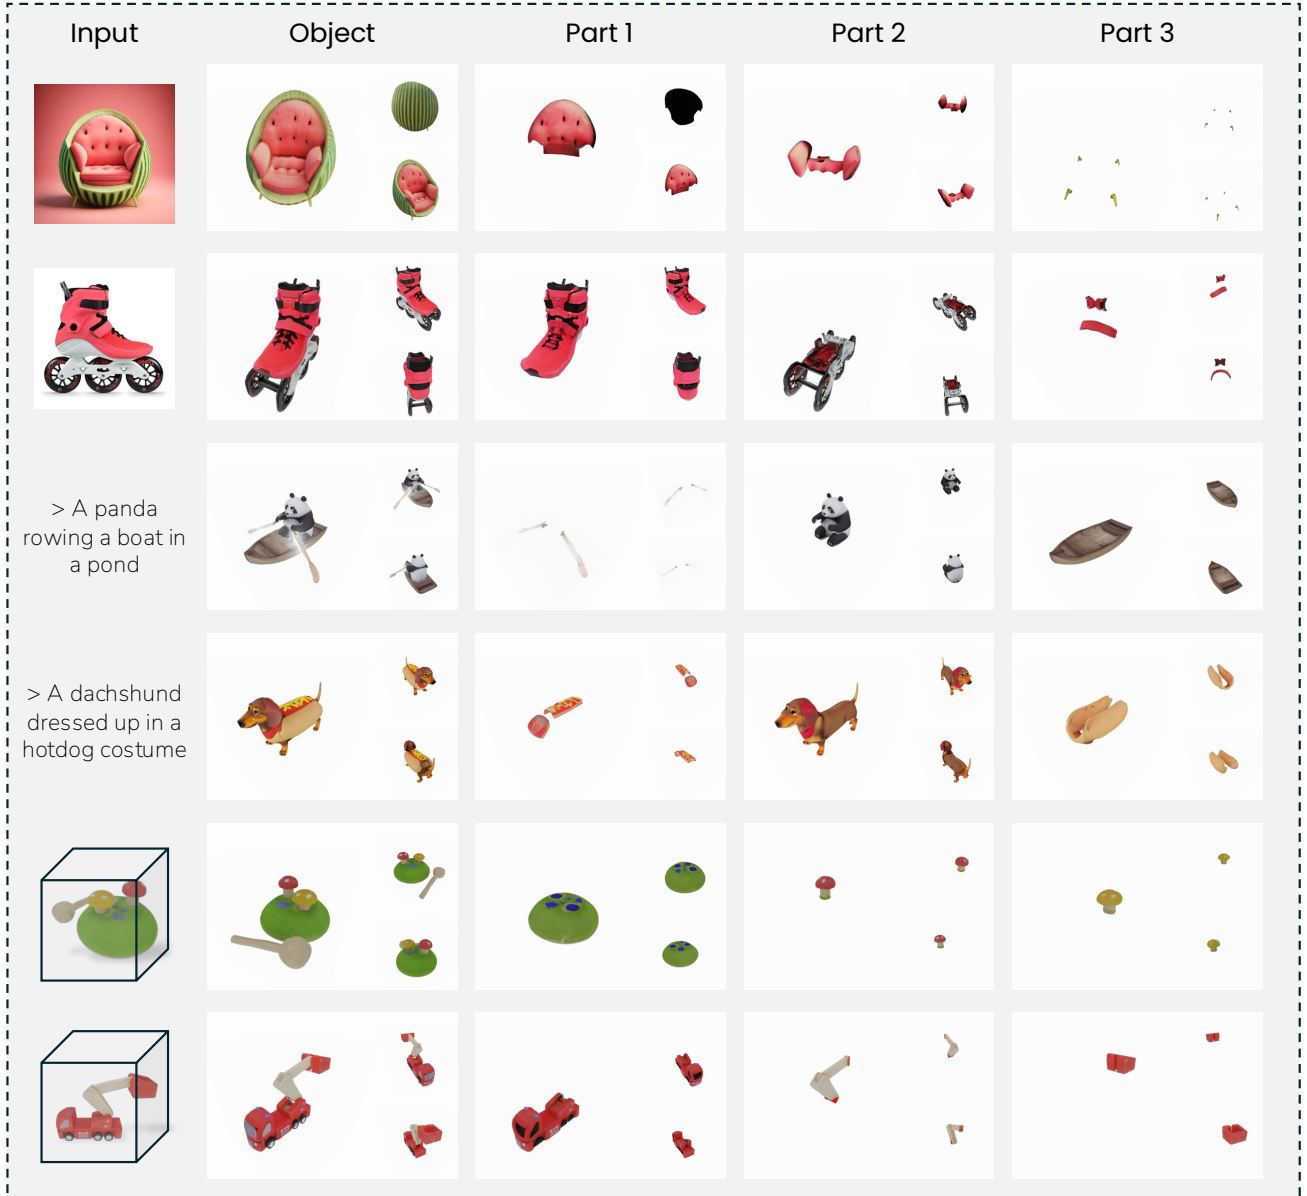 Input Object Part 1 Part 2 Part 3
> A panda
rowing a boat in
a pond
> A dachshund
dressed up in a
hotdog costume